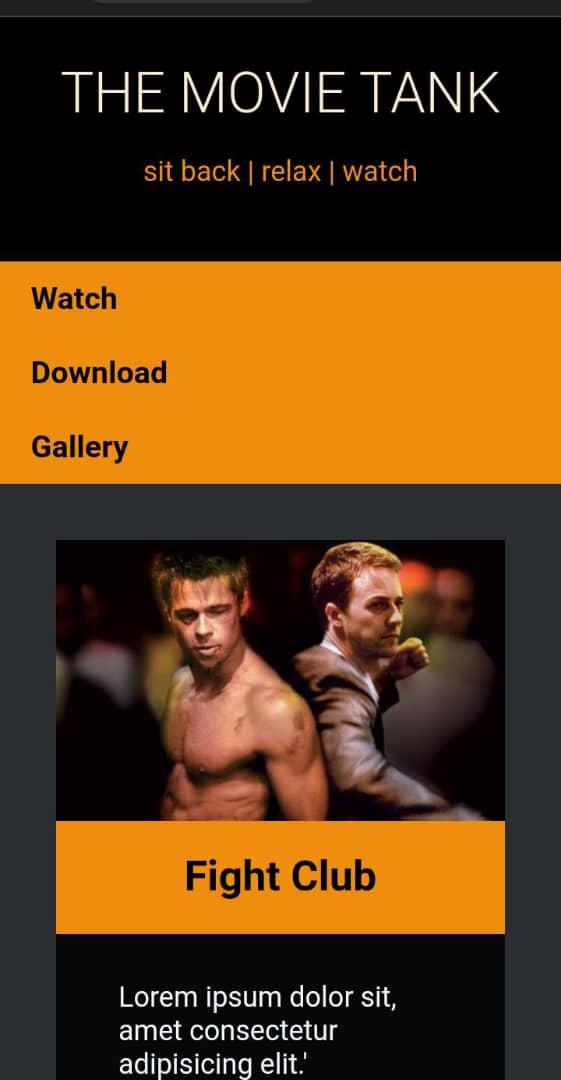 THE MOVIE TANK
sit back | relax | watch
Watch
Download
Gallery
Fight Club
Lorem ipsum dolor sit,
amet consectetur
adipisicing elit.'